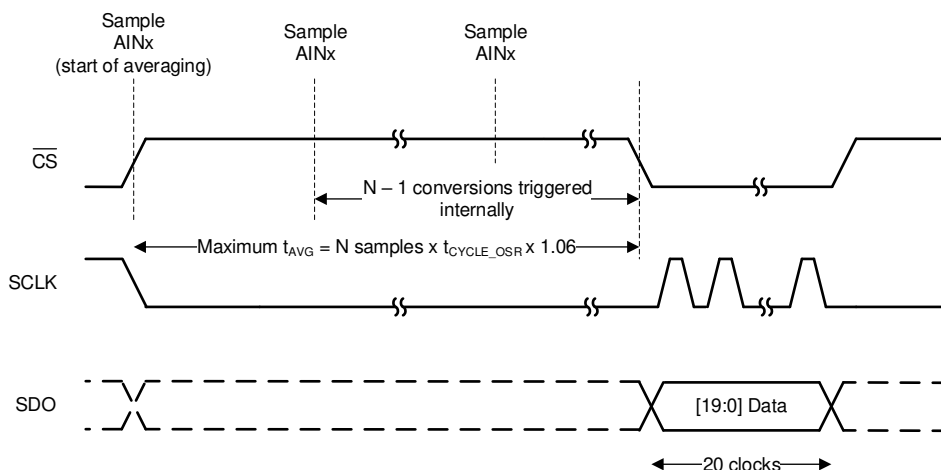 Sample
AINx
(start of averaging)
Sample
AINx
Sample
AINx
CS
N – 1 conversions triggered
internally
Maximum tAVG = N samples x tCYCLE_OSR x 1.06
SCLK
SDO
[19:0] Data
20 clocks